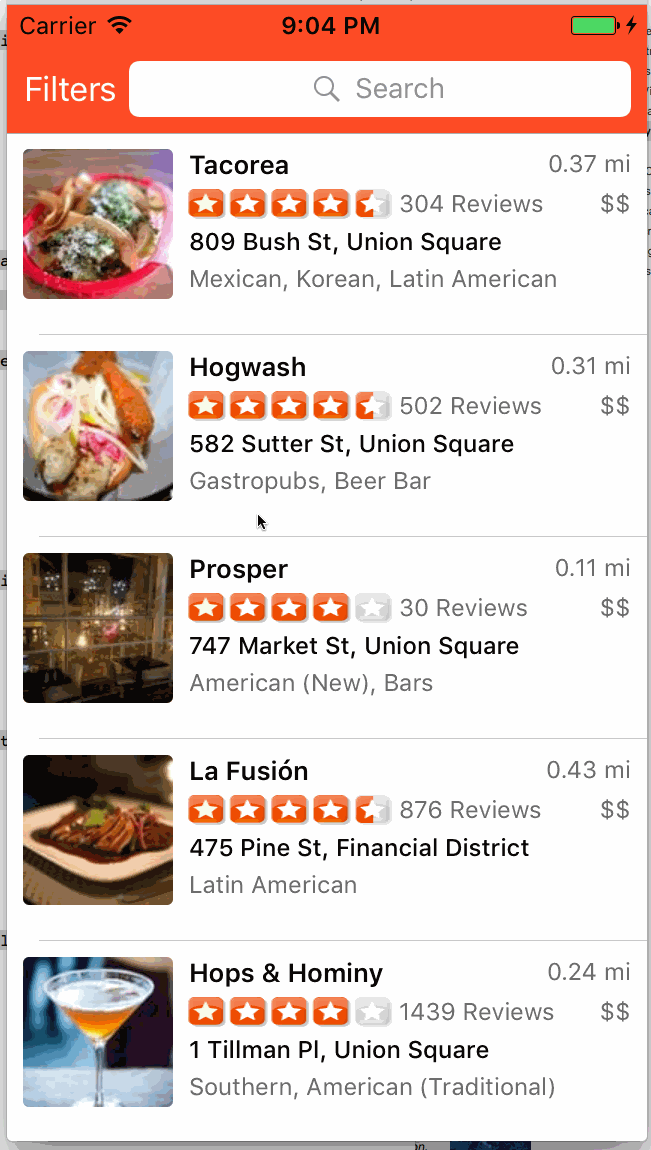 Carrier 9:04 PM
Filters Search
Tacorea 0.37 mi
304 Reviews $$
809 Bush St, Union Square
Mexican, Korean, Latin American
Hogwash 0.31 mi
502 Reviews $$
582 Sutter St, Union Square
Gastropubs, Beer Bar
Prosper 0.11 mi
30 Reviews $$
747 Market St, Union Square
American (New), Bars
La Fusión 0.43 mi
876 Reviews $$
475 Pine St, Financial District
Latin American
Hops & Hominy 0.24 mi
1439 Reviews $$
1 Tillman Pl, Union Square
Southern, American (Traditional)